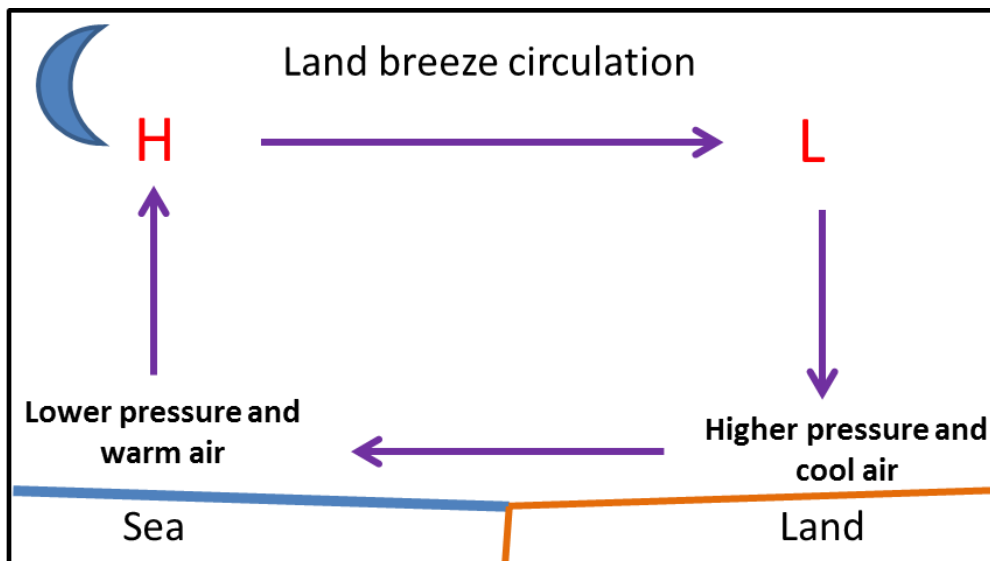 Land breeze circulation
H
L
Lower pressure and
warm air
Higher pressure and
cool air
Sea
Land